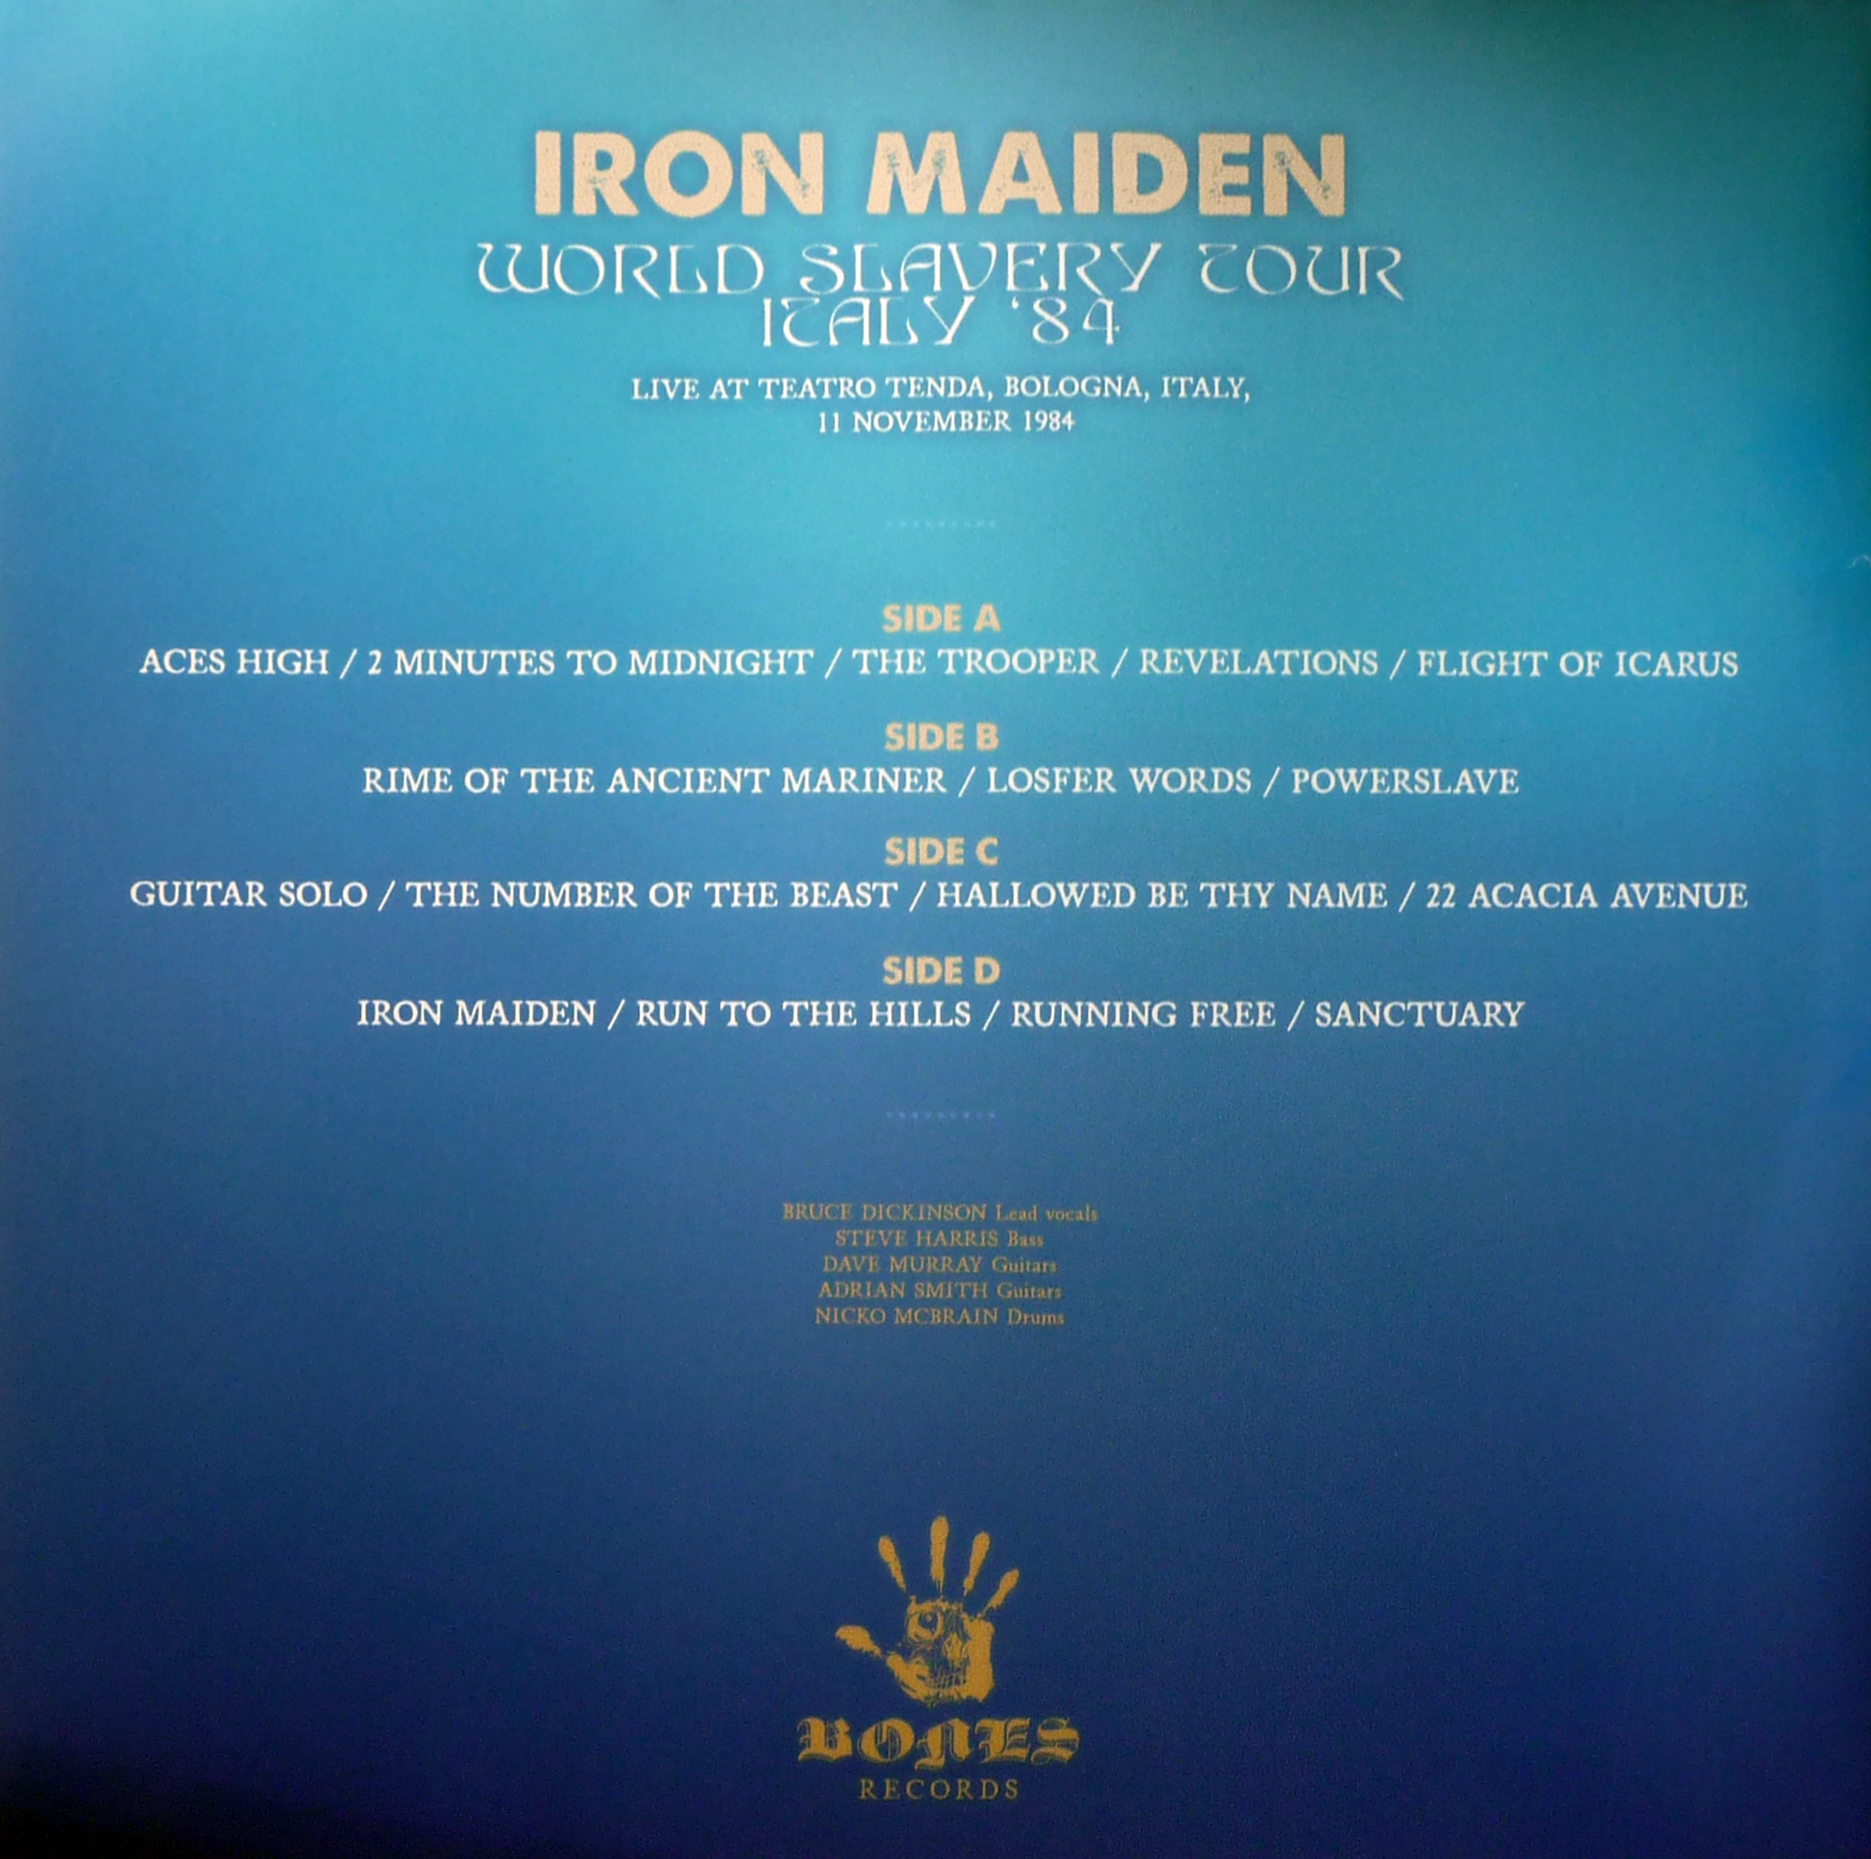 IRON MAIDEN
WORLD SLAVERY TOUR
ITALY '84
LIVE AT TEATRO TENDA, BOLOGNA, ITALY,
11 NOVEMBER 1984
SIDE A
ACES HIGH / 2 MINUTES TO MIDNIGHT / THE TROOPER / REVELATIONS / FLIGHT OF ICARUS
SIDE B
RIME OF THE ANCIENT MARINER / LOSFER WORDS / POWERSLAVE
SIDE C
GUITAR SOLO / THE NUMBER OF THE BEAST / HALLOWED BE THY NAME / 22 ACACIA AVENUE
SIDE D
IRON MAIDEN / RUN TO THE HILLS / RUNNING FREE / SANCTUARY
BRUCE DICKINSON Lead vocals
STEVE HARRIS Bass
DAVE MURRAY Guitars
ADRIAN SMITH Guitars
NICKO MCBRAIN Drums
BONES
RECORDS